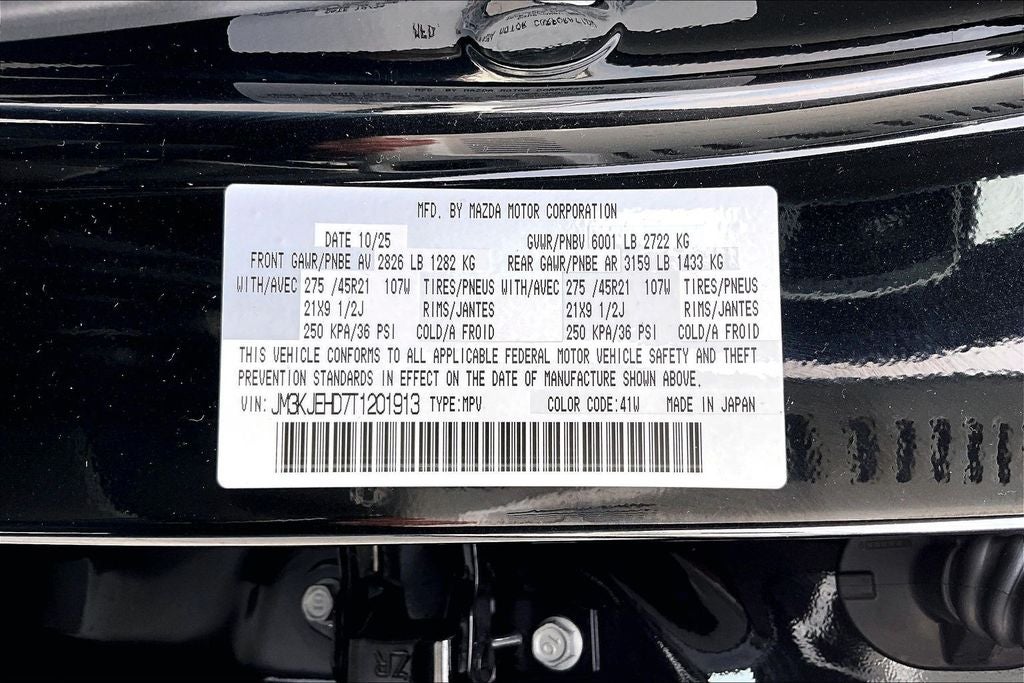 MFD. BY MAZDA MOTOR CORPORATION
DATE 10/25 GVWR/PNBV 6001 LB 2722 KG
FRONT GAWR/PNBE AV 2826 LB 1282 KG REAR GAWR/PNBE AR 3159 LB 1433 KG
WITH/AVEC 275 /45R21 107W TIRES/PNEUS WITH/AVEC 275 /45R21 107W TIRES/PNEUS
21X9 1/2J RIMS/JANTES 21X9 1/2J RIMS/JANTES
250 KPA/36 PSI COLD/A FROID 250 KPA/36 PSI COLD/A FROID
THIS VEHICLE CONFORMS TO ALL APPLICABLE FEDERAL MOTOR VEHICLE SAFETY AND THEFT
PREVENTION STANDARDS IN EFFECT ON THE DATE OF MANUFACTURE SHOWN ABOVE.
VIN: JM3KJEHD7T1201913 TYPE:MPV COLOR CODE:41W MADE IN JAPAN
ZR